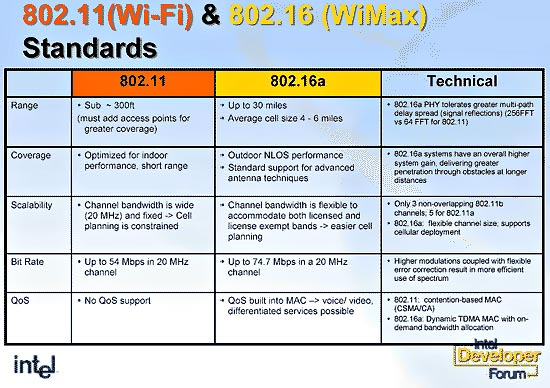 802.11(Wi-Fi) & 802.16 (WiMax)
Standards
802.11
802.16a
Technical
Range
• Sub ~ 300ft
(must add access points for
greater coverage)
• Up to 30 miles
• Average cell size 4 - 6 miles
• 802.16a PHY tolerates greater multi-path
delay spread (signal reflections) (256FFT
vs 64 FFT for 802.11)
Coverage
• Optimized for indoor
performance, short range
• Outdoor NLOS performance
• Standard support for advanced
antenna techniques
• 802.16a systems have an overall higher
system gain, delivering greater
penetration through obstacles at longer
distances
Scalability
• Channel bandwidth is wide
(20 MHz) and fixed -> Cell
planning is constrained
• Channel bandwidth is flexible to
accommodate both licensed and
license exempt bands -> easier cell
planning
• Only 3 non-overlapping 802.11b
channels; 5 for 802.11a
• 802.16a: flexible channel size; supports
cellular deployment
Bit Rate
• Up to 54 Mbps in 20 MHz
channel
• Up to 74.7 Mbps in a 20 MHz
channel
• Higher modulations coupled with flexible
error correction result in more efficient
use of spectrum
QoS
• No QoS support
• QoS built into MAC –> voice/ video,
differentiated services possible
• 802.11: contention-based MAC
(CSMA/CA)
• 802.16a: Dynamic TDMA MAC with on-
demand bandwidth allocation
intel
Intel
Developer
Forum